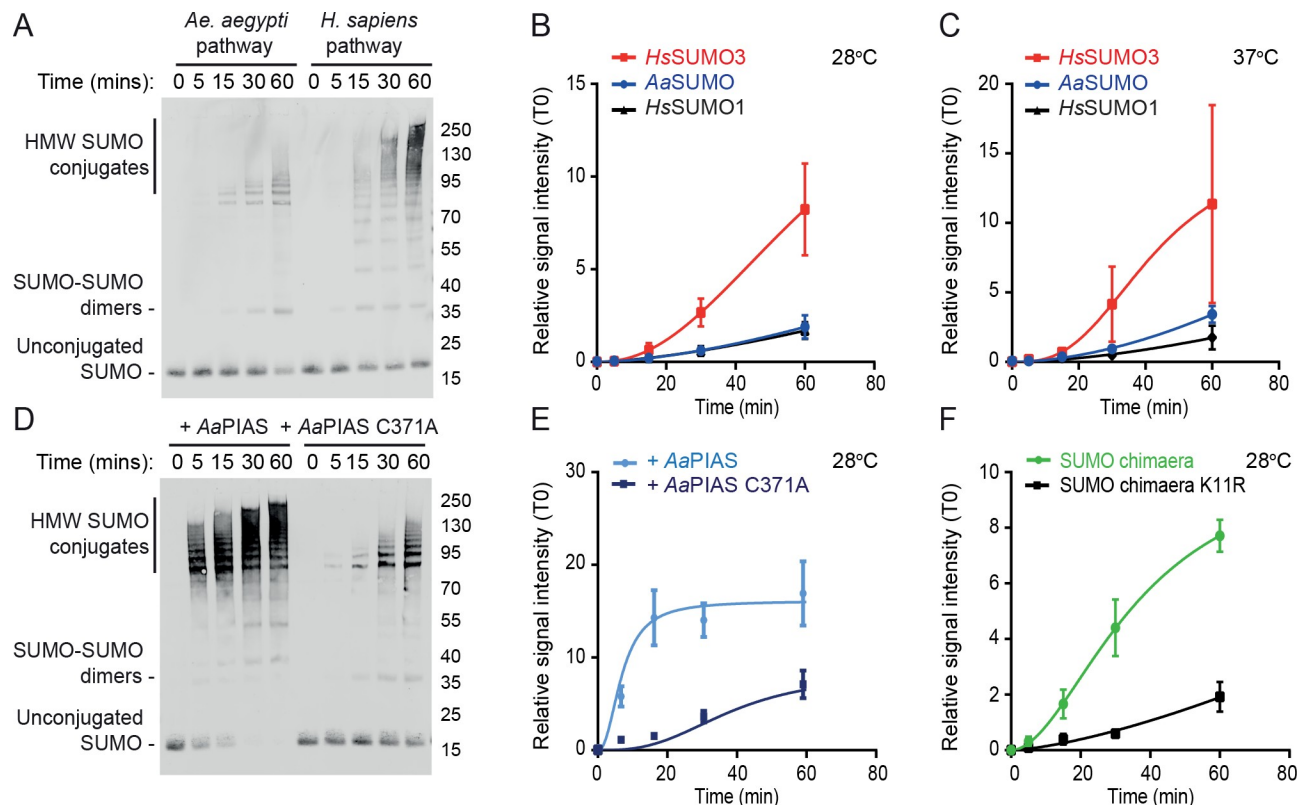 A
Ae. aegypti
pathway
H. sapiens
pathway
Time (mins): 0 5 15 30 60 0 5 15 30 60
HMW SUMO
conjugates
SUMO-SUMO
dimers -
Unconjugated
SUMO -
250
130
95
70
55
40
35
25
15
B
HsSUMO3
AaSUMO
HsSUMO1
28°C
Relative signal intensity (T0)
15
10
5
0
0 20 40 60 80
Time (min)
C
HsSUMO3
AaSUMO
HsSUMO1
37°C
Relative signal intensity (T0)
20
15
10
5
0
0 20 40 60 80
Time (min)
D
+ AaPIAS + AaPIAS C371A
Time (mins): 0 5 15 30 60 0 5 15 30 60
HMW SUMO
conjugates
SUMO-SUMO
dimers -
Unconjugated
SUMO -
250
130
95
70
55
40
35
25
15
E
+ AaPIAS
+ AaPIAS C371A
28°C
Relative signal intensity (T0)
30
20
10
0
0 20 40 60 80
Time (min)
F
SUMO chimaera
SUMO chimaera K11R
28°C
Relative signal intensity (T0)
10
8
6
4
2
0
0 20 40 60 80
Time (min)